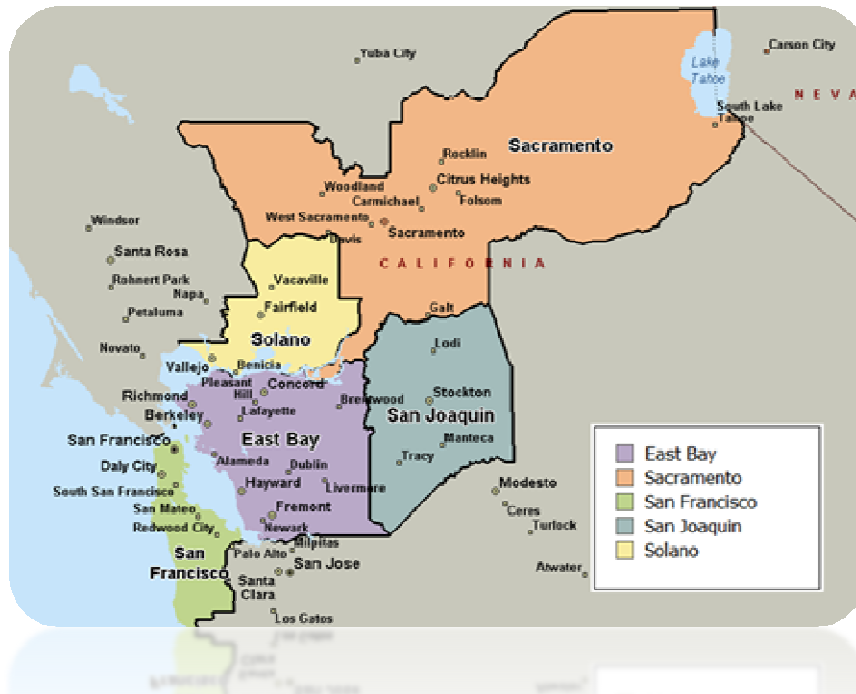 Tuba City
Carson City
Lake
Tahoe
NEVA
South Lake
Tahoe
Sacramento
Rocklin
Citrus Heights
Woodland
Carmichael
Folsom
West Sacramento
Sacramento
Davis
Windsor
Santa Rosa
CALIFORNIA
Rohnert Park
Vacaville
Napa
Fairfield
Petaluma
Galt
Solano
Lodi
Novato
Vallejo
Benicia
Pleasant
Hill
Concord
Richmond
Brentwood
Stockton
Berkeley
Lafayette
San Joaquin
San Francisco
East Bay
Manteca
Daly City
Alameda
Dublin
Tracy
South San Francisco
Hayward
Livermore
Modesto
San Mateo
Fremont
Ceres
Redwood City
Newark
Turlock
Milpitas
Palo Alto
San
Francisco
San Jose
Santa
Clara
Atwater
Los Gatos
East Bay
Sacramento
San Francisco
San Joaquin
Solano